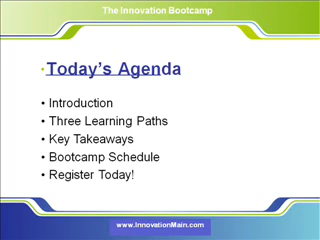 The Innovation Bootcamp
• Today's Agenda
• Introduction
• Three Learning Paths
• Key Takeaways
• Bootcamp Schedule
• Register Today!
www.InnovationMain.com